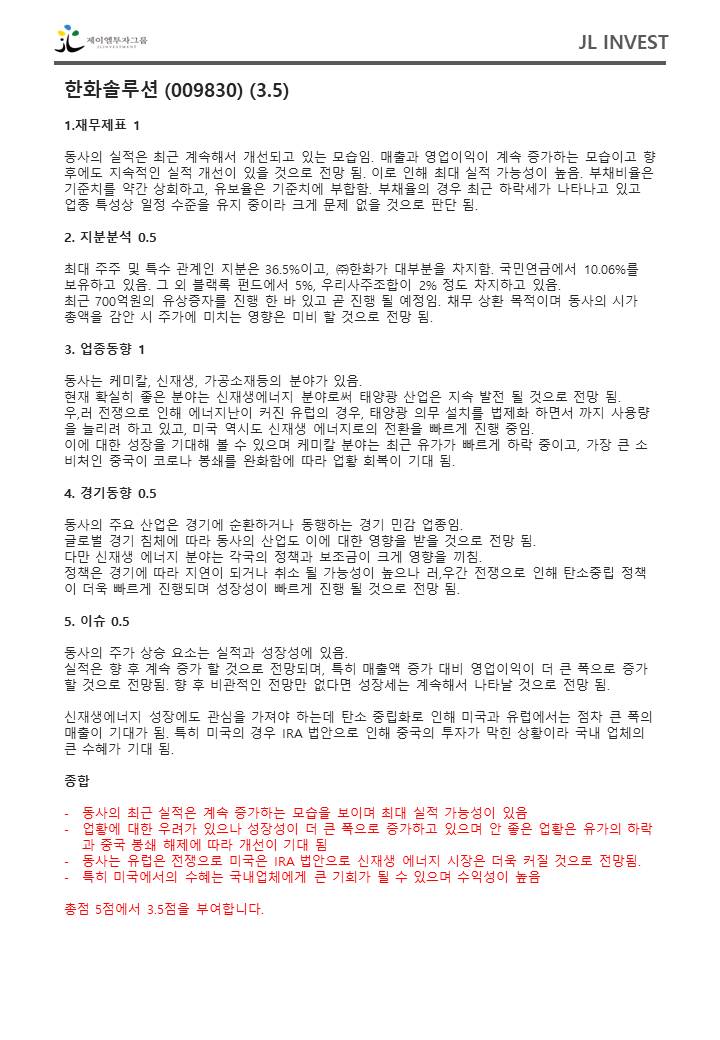 제이엘투자그룹
JL INVESTMENT
JL INVEST
한화솔루션 (009830) (3.5)
1.재무제표 1
동사의 실적은 최근 계속해서 개선되고 있는 모습임. 매출과 영업이익이 계속 증가하는 모습이고 향
후에도 지속적인 실적 개선이 있을 것으로 전망 됨. 이로 인해 최대 실적 가능성이 높음. 부채비율은
기준치를 약간 상회하고, 유보율은 기준치에 부합함. 부채율의 경우 최근 하락세가 나타나고 있고
업종 특성상 일정 수준을 유지 중이라 크게 문제 없을 것으로 판단 됨.
2. 지분분석 0.5
최대 주주 및 특수 관계인 지분은 36.5%이고, ㈜한화가 대부분을 차지함. 국민연금에서 10.06%를
보유하고 있음. 그 외 블랙록 펀드에서 5%, 우리사주조합이 2% 정도 차지하고 있음.
최근 700억원의 유상증자를 진행 한 바 있고 곧 진행 될 예정임. 채무 상환 목적이며 동사의 시가
총액을 감안 시 주가에 미치는 영향은 미비 할 것으로 전망 됨.
3. 업종동향 1
동사는 케미칼, 신재생, 가공소재등의 분야가 있음.
현재 확실히 좋은 분야는 신재생에너지 분야로써 태양광 산업은 지속 발전 될 것으로 전망 됨.
우,러 전쟁으로 인해 에너지난이 커진 유럽의 경우, 태양광 의무 설치를 법제화 하면서 까지 사용량
을 늘리려 하고 있고, 미국 역시도 신재생 에너지로의 전환을 빠르게 진행 중임.
이에 대한 성장을 기대해 볼 수 있으며 케미칼 분야는 최근 유가가 빠르게 하락 중이고, 가장 큰 소
비처인 중국이 코로나 봉쇄를 완화함에 따라 업황 회복이 기대 됨.
4. 경기동향 0.5
동사의 주요 산업은 경기에 순환하거나 동행하는 경기 민감 업종임.
글로벌 경기 침체에 따라 동사의 산업도 이에 대한 영향을 받을 것으로 전망 됨.
다만 신재생 에너지 분야는 각국의 정책과 보조금이 크게 영향을 끼침.
정책은 경기에 따라 지연이 되거나 취소 될 가능성이 높으나 러,우간 전쟁으로 인해 탄소중립 정책
이 더욱 빠르게 진행되며 성장성이 빠르게 진행 될 것으로 전망 됨.
5. 이슈 0.5
동사의 주가 상승 요소는 실적과 성장성에 있음.
실적은 향 후 계속 증가 할 것으로 전망되며, 특히 매출액 증가 대비 영업이익이 더 큰 폭으로 증가
할 것으로 전망됨. 향 후 비관적인 전망만 없다면 성장세는 계속해서 나타날 것으로 전망 됨.
신재생에너지 성장에도 관심을 가져야 하는데 탄소 중립화로 인해 미국과 유럽에서는 점차 큰 폭의
매출이 기대가 됨. 특히 미국의 경우 IRA 법안으로 인해 중국의 투자가 막힌 상황이라 국내 업체의
큰 수혜가 기대 됨.
종합
- 동사의 최근 실적은 계속 증가하는 모습을 보이며 최대 실적 가능성이 있음
- 업황에 대한 우려가 있으나 성장성이 더 큰 폭으로 증가하고 있으며 안 좋은 업황은 유가의 하락
과 중국 봉쇄 해제에 따라 개선이 기대 됨
- 동사는 유럽은 전쟁으로 미국은 IRA 법안으로 신재생 에너지 시장은 더욱 커질 것으로 전망됨.
- 특히 미국에서의 수혜는 국내업체에게 큰 기회가 될 수 있으며 수익성이 높음
총점 5점에서 3.5점을 부여합니다.